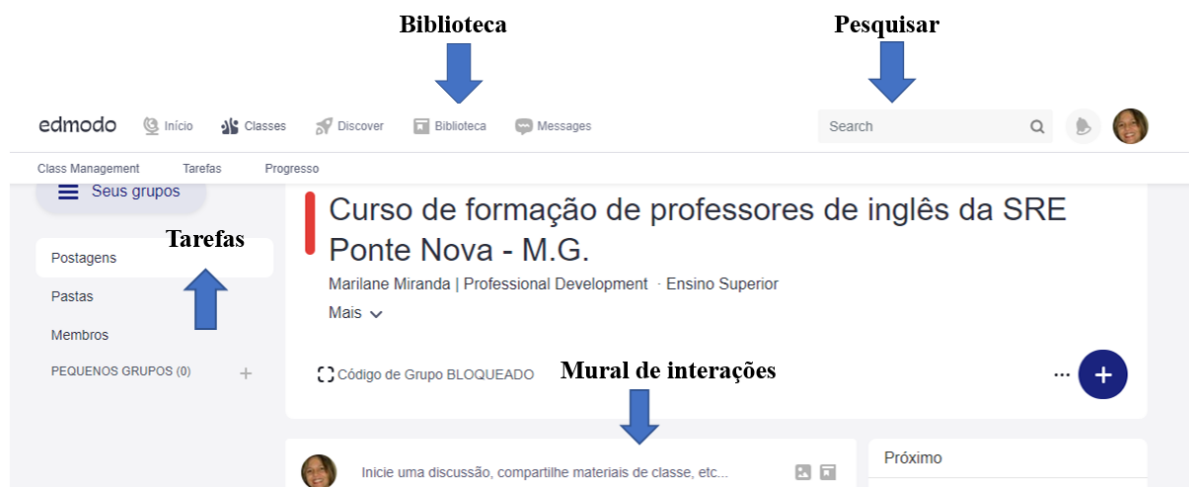 Biblioteca
Pesquisar
edmodo Início Classes Discover Biblioteca Messages Search
Class Management Tarefas Progresso
Seus grupos
Tarefas
Postagens
Pastas
Membros
PEQUENOS GRUPOS (0) +
Curso de formação de professores de inglês da SRE
Ponte Nova - M.G.
Marilane Miranda | Professional Development · Ensino Superior
Mais
Código de Grupo BLOQUEADO
Mural de interações
... +
Inicie uma discussão, compartilhe materiais de classe, etc...
Próximo